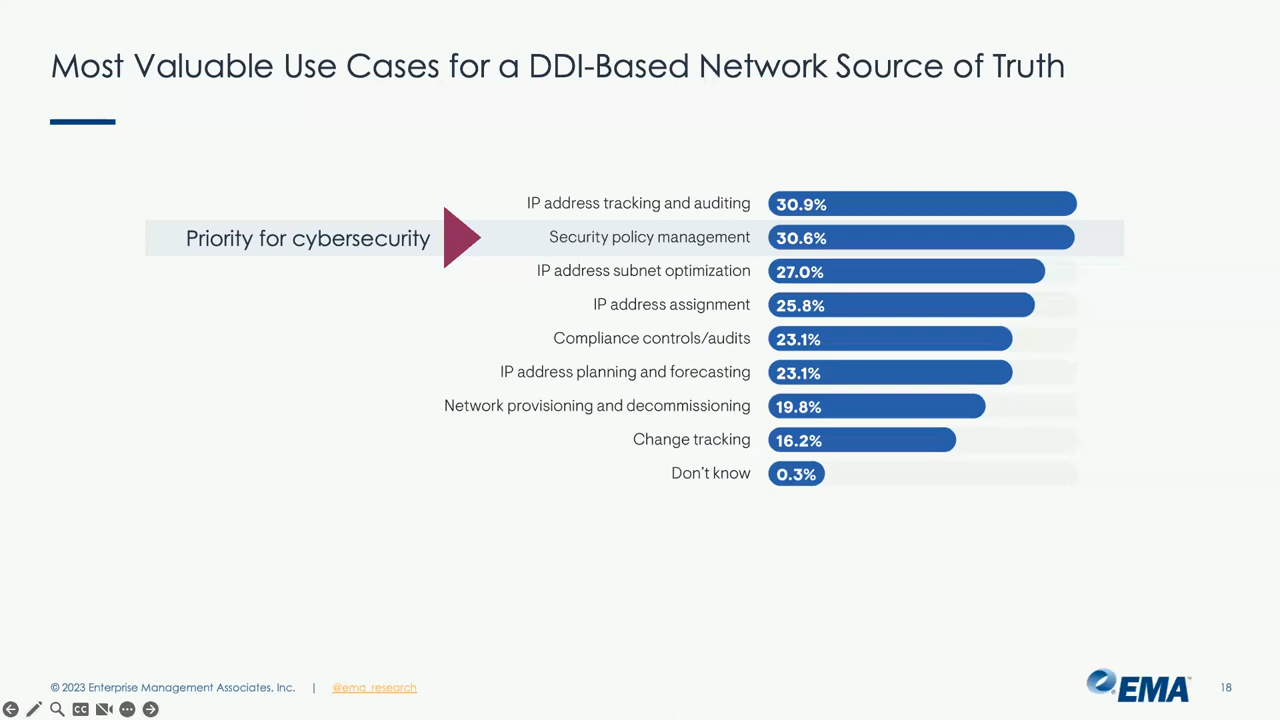 Most Valuable Use Cases for a DDI-Based Network Source of Truth
IP address tracking and auditing 30.9%
Priority for cybersecurity Security policy management 30.6%
IP address subnet optimization 27.0%
IP address assignment 25.8%
Compliance controls/audits 23.1%
IP address planning and forecasting 23.1%
Network provisioning and decommissioning 19.8%
Change tracking 16.2%
Don't know 0.3%
© 2023 Enterprise Management Associates, Inc. | @ema_research EMA 18
CC